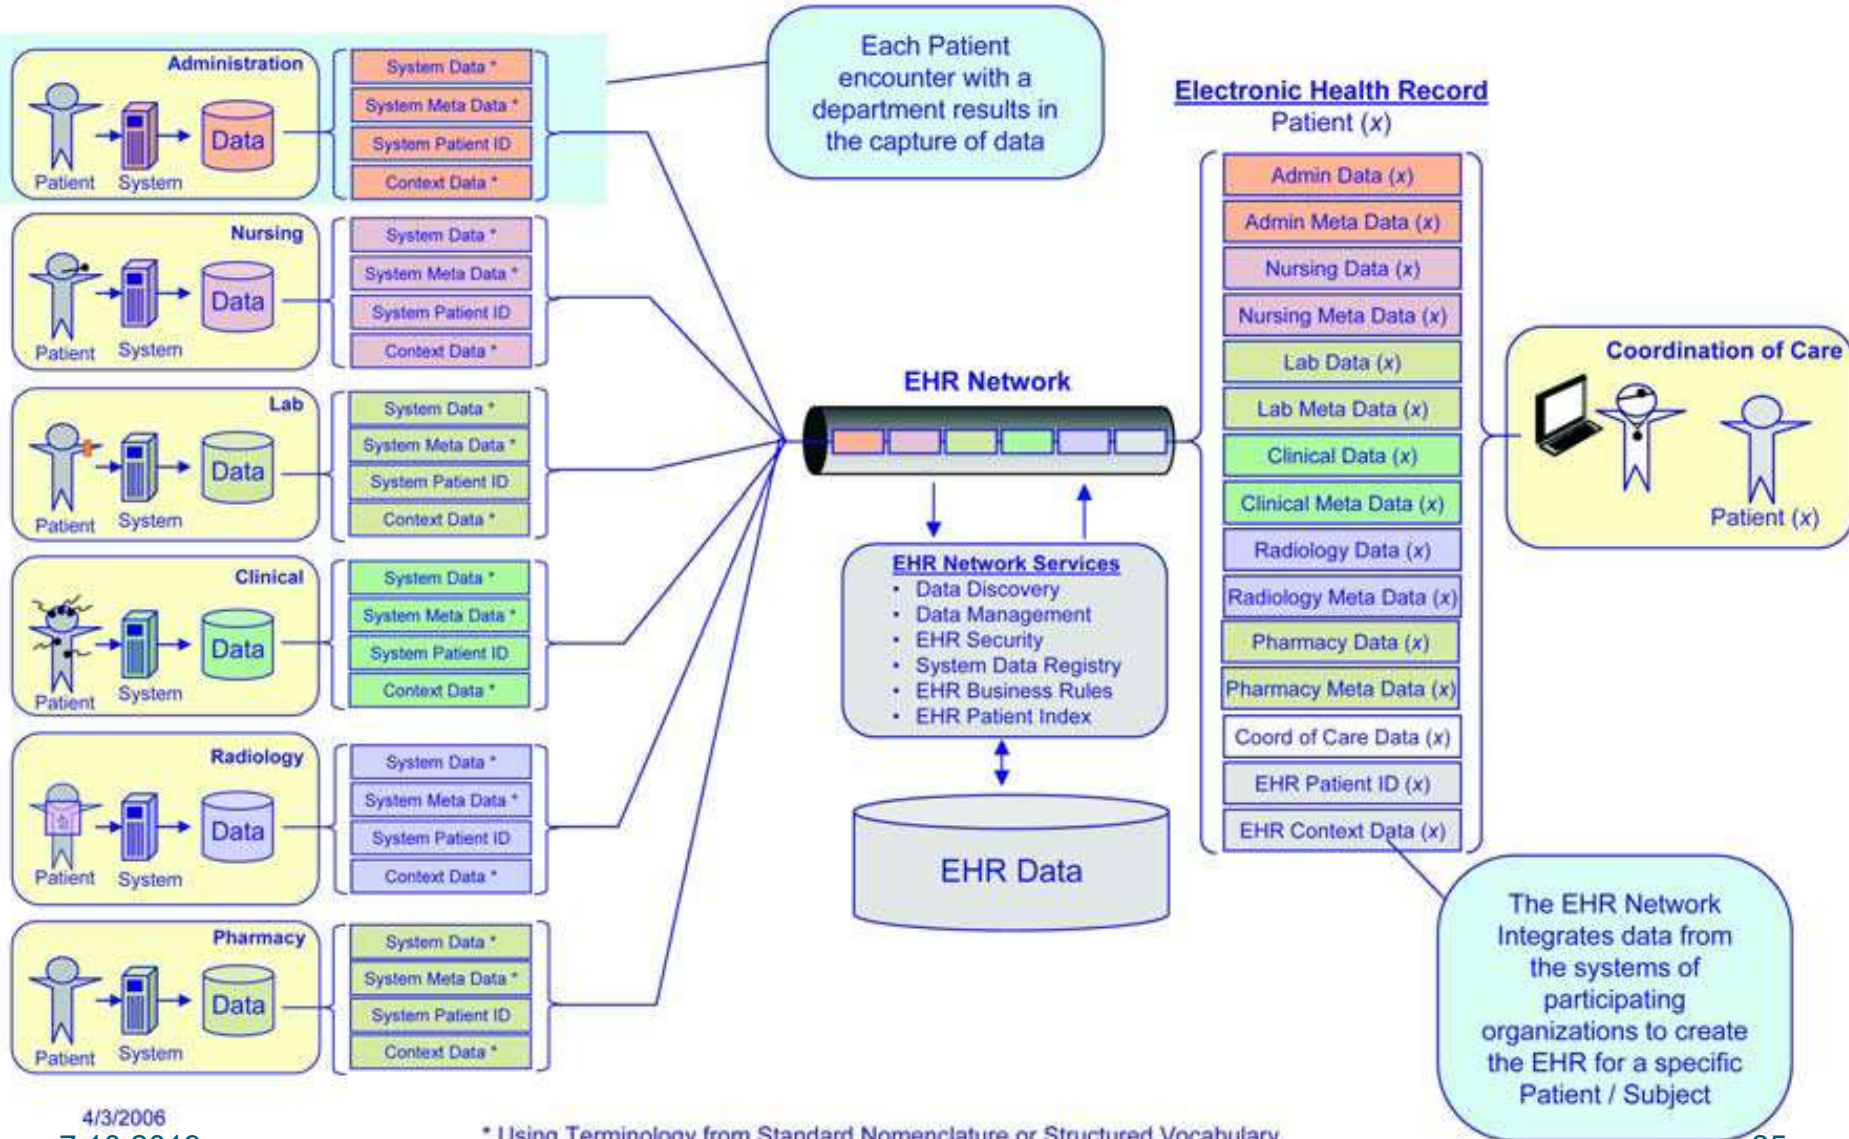 Administration
Patient
System
Data
System Data *
System Meta Data *
System Patient ID
Context Data *
Nursing
Patient
System
Data
System Data *
System Meta Data *
System Patient ID
Context Data *
Lab
Patient
System
Data
System Data *
System Meta Data *
System Patient ID
Context Data *
Clinical
Patient
System
Data
System Data *
System Meta Data *
System Patient ID
Context Data *
Radiology
Patient
System
Data
System Data *
System Meta Data *
System Patient ID
Context Data *
Pharmacy
Patient
System
Data
System Data *
System Meta Data *
System Patient ID
Context Data *
Each Patient
encounter with a
department results in
the capture of data
EHR Network
EHR Network Services
• Data Discovery
• Data Management
• EHR Security
• System Data Registry
• EHR Business Rules
• EHR Patient Index
EHR Data
Electronic Health Record
Patient (x)
Admin Data (x)
Admin Meta Data (x)
Nursing Data (x)
Nursing Meta Data (x)
Lab Data (x)
Lab Meta Data (x)
Clinical Data (x)
Clinical Meta Data (x)
Radiology Data (x)
Radiology Meta Data (x)
Pharmacy Data (x)
Pharmacy Meta Data (x)
Coord of Care Data (x)
EHR Patient ID (x)
EHR Context Data (x)
Coordination of Care
Patient (x)
The EHR Network
Integrates data from
the systems of
participating
organizations to create
the EHR for a specific
Patient / Subject
4/3/2006
* Using Terminology from Standard Nomenclature or Structured Vocabulary